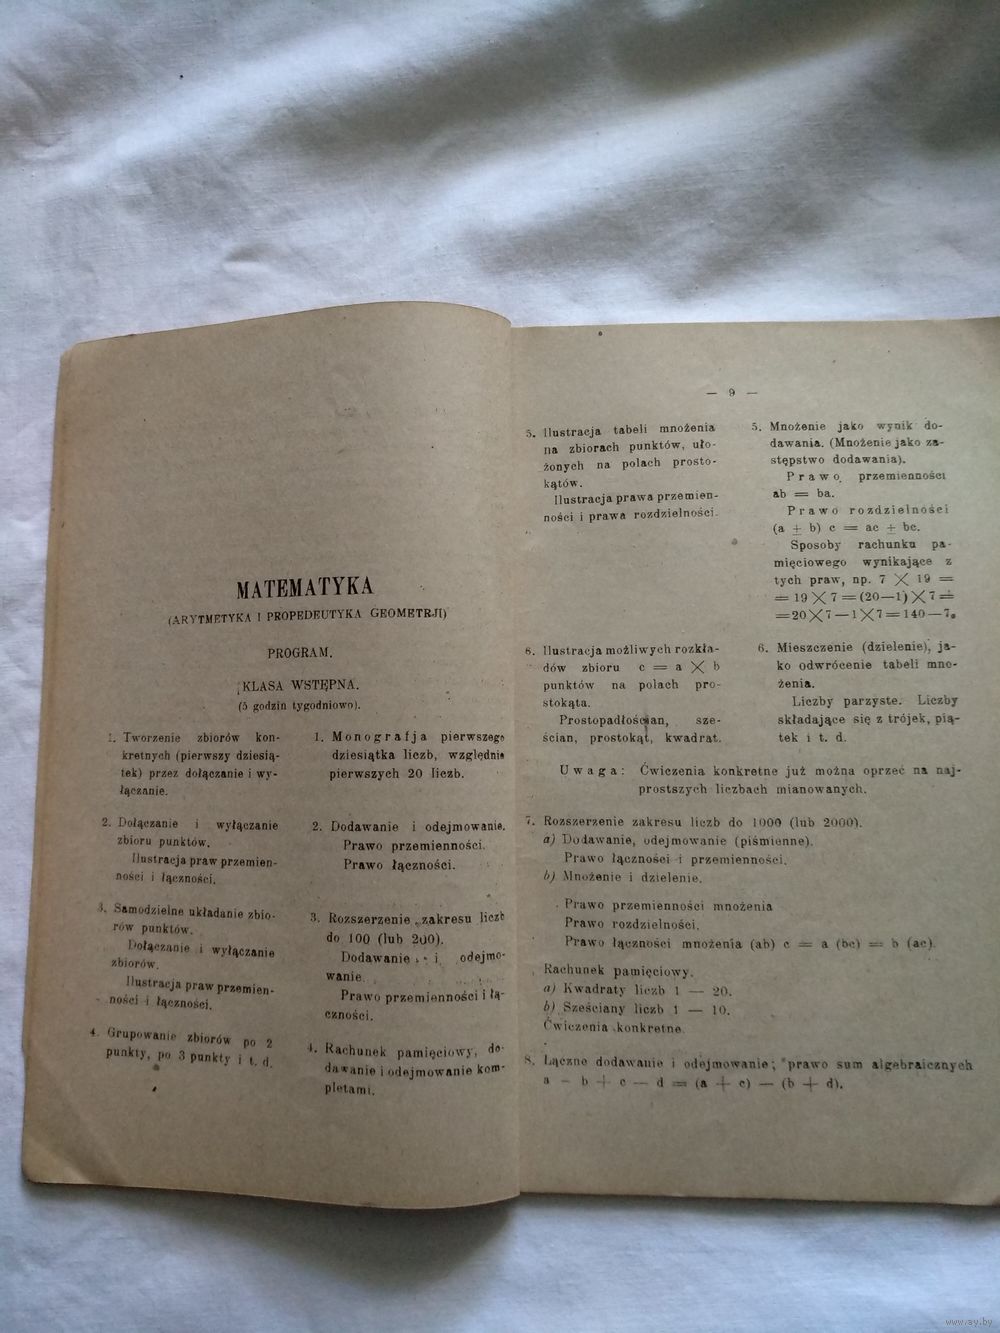 MATEMATYKA
(ARYTMETYKA I PROPEDEUTYKA GEOMETRJI)
PROGRAM.
KLASA WSTĘPNA.
(5 godzin tygodniowo).
1. Tworzenie zbiorów kon-
kretnych (pierwszy dziesią-
tek) przez dołączanie i wy-
łączanie.
2. Dołączanie i wyłączanie
zbioru punktów.
Ilustracja praw przemien-
ności i łączności.
3. Samodzielne układanie zbio-
rów punktów.
Dołączanie i wyłączanie
zbiorów.
Ilustracja praw przemien-
ności i łączności.
4. Grupowanie zbiorów po 2
punkty, po 3 punkty i t. d.
1. Monografja pierwszego
dziesiątka liczb, względnie
pierwszych 20 liczb.
2. Dodawanie i odejmowanie.
Prawo przemienności.
Prawo łączności.
3. Rozszerzenie zakresu liczb
do 100 (lub 200).
Dodawanie i odejmo-
wanie.
Prawo przemienności i łą-
czności.
4. Rachunek pamięciowy, do-
dawanie i odejmowanie kom-
pletami.
— 9 —
5. Ilustracja tabeli mnożenia
na zbiorach punktów, uło-
żonych na polach prosto-
kątów.
Ilustracja prawa przemien-
ności i prawa rozdzielności.
5. Mnożenie jako wynik do-
dawania. (Mnożenie jako za-
stępstwo dodawania).
Prawo przemienności
ab = ba.
Prawo rozdzielności
(a ± b) c = ac ± bc.
Sposoby rachunku pa-
mięciowego wynikające z
tych praw, np. 7 × 19 =
= 19 × 7 = (20—1) × 7 =
= 20 × 7 — 1 × 7 = 140 — 7.
6. Ilustracja możliwych rozkła-
dów zbioru c = a × b
punktów na polach pro-
stokąta.
Prostopadłościan, sze-
ścian, prostokąt, kwadrat.
6. Mieszczenie (dzielenie), ja-
ko odwrócenie tabeli mno-
żenia.
Liczby parzyste. Liczby
składające się z trójek, pią-
tek i t. d.
Uwaga: Ćwiczenia konkretne już można oprzeć na naj-
prostszych liczbach mianowanych.
7. Rozszerzenie zakresu liczb do 1000 (lub 2000).
a) Dodawanie, odejmowanie (piśmienne).
Prawo łączności i przemienności.
b) Mnożenie i dzielenie.
Prawo przemienności mnożenia
Prawo rozdzielności.
Prawo łączności mnożenia (ab) c = a (bc) = b (ac).
Rachunek pamięciowy.
a) Kwadraty liczb 1 — 20.
b) Sześciany liczb 1 — 10.
Ćwiczenia konkretne.
8. Łączne dodawanie i odejmowanie; prawo sum algebraicznych
a — b + c — d = (a + c) — (b + d).
www.ay.by